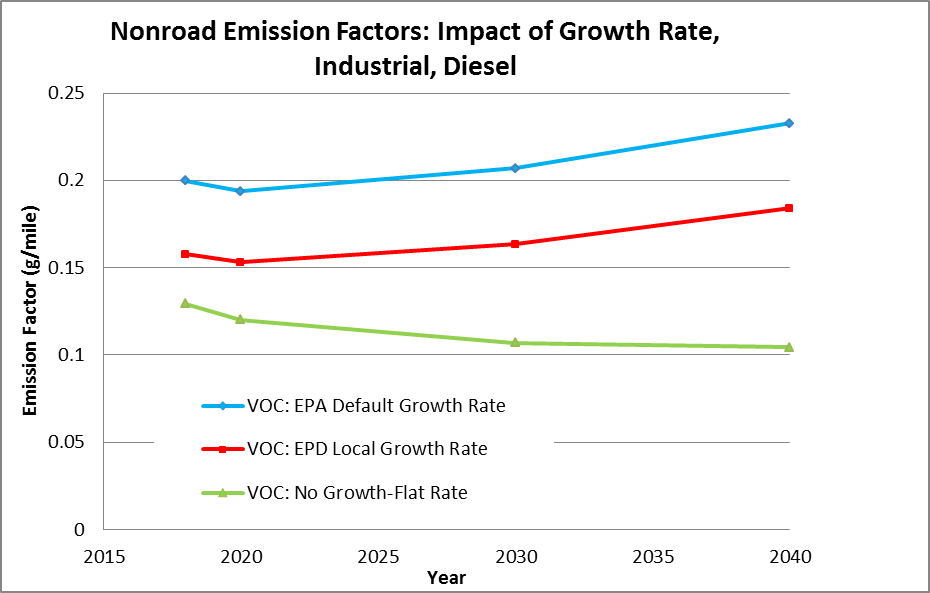 Nonroad Emission Factors: Impact of Growth Rate,
Industrial, Diesel
Emission Factor (g/mile)
0.25
0.2
0.15
0.1
0.05
0
VOC: EPA Default Growth Rate
VOC: EPD Local Growth Rate
VOC: No Growth-Flat Rate
2015 2020 2025 2030 2035 2040
Year